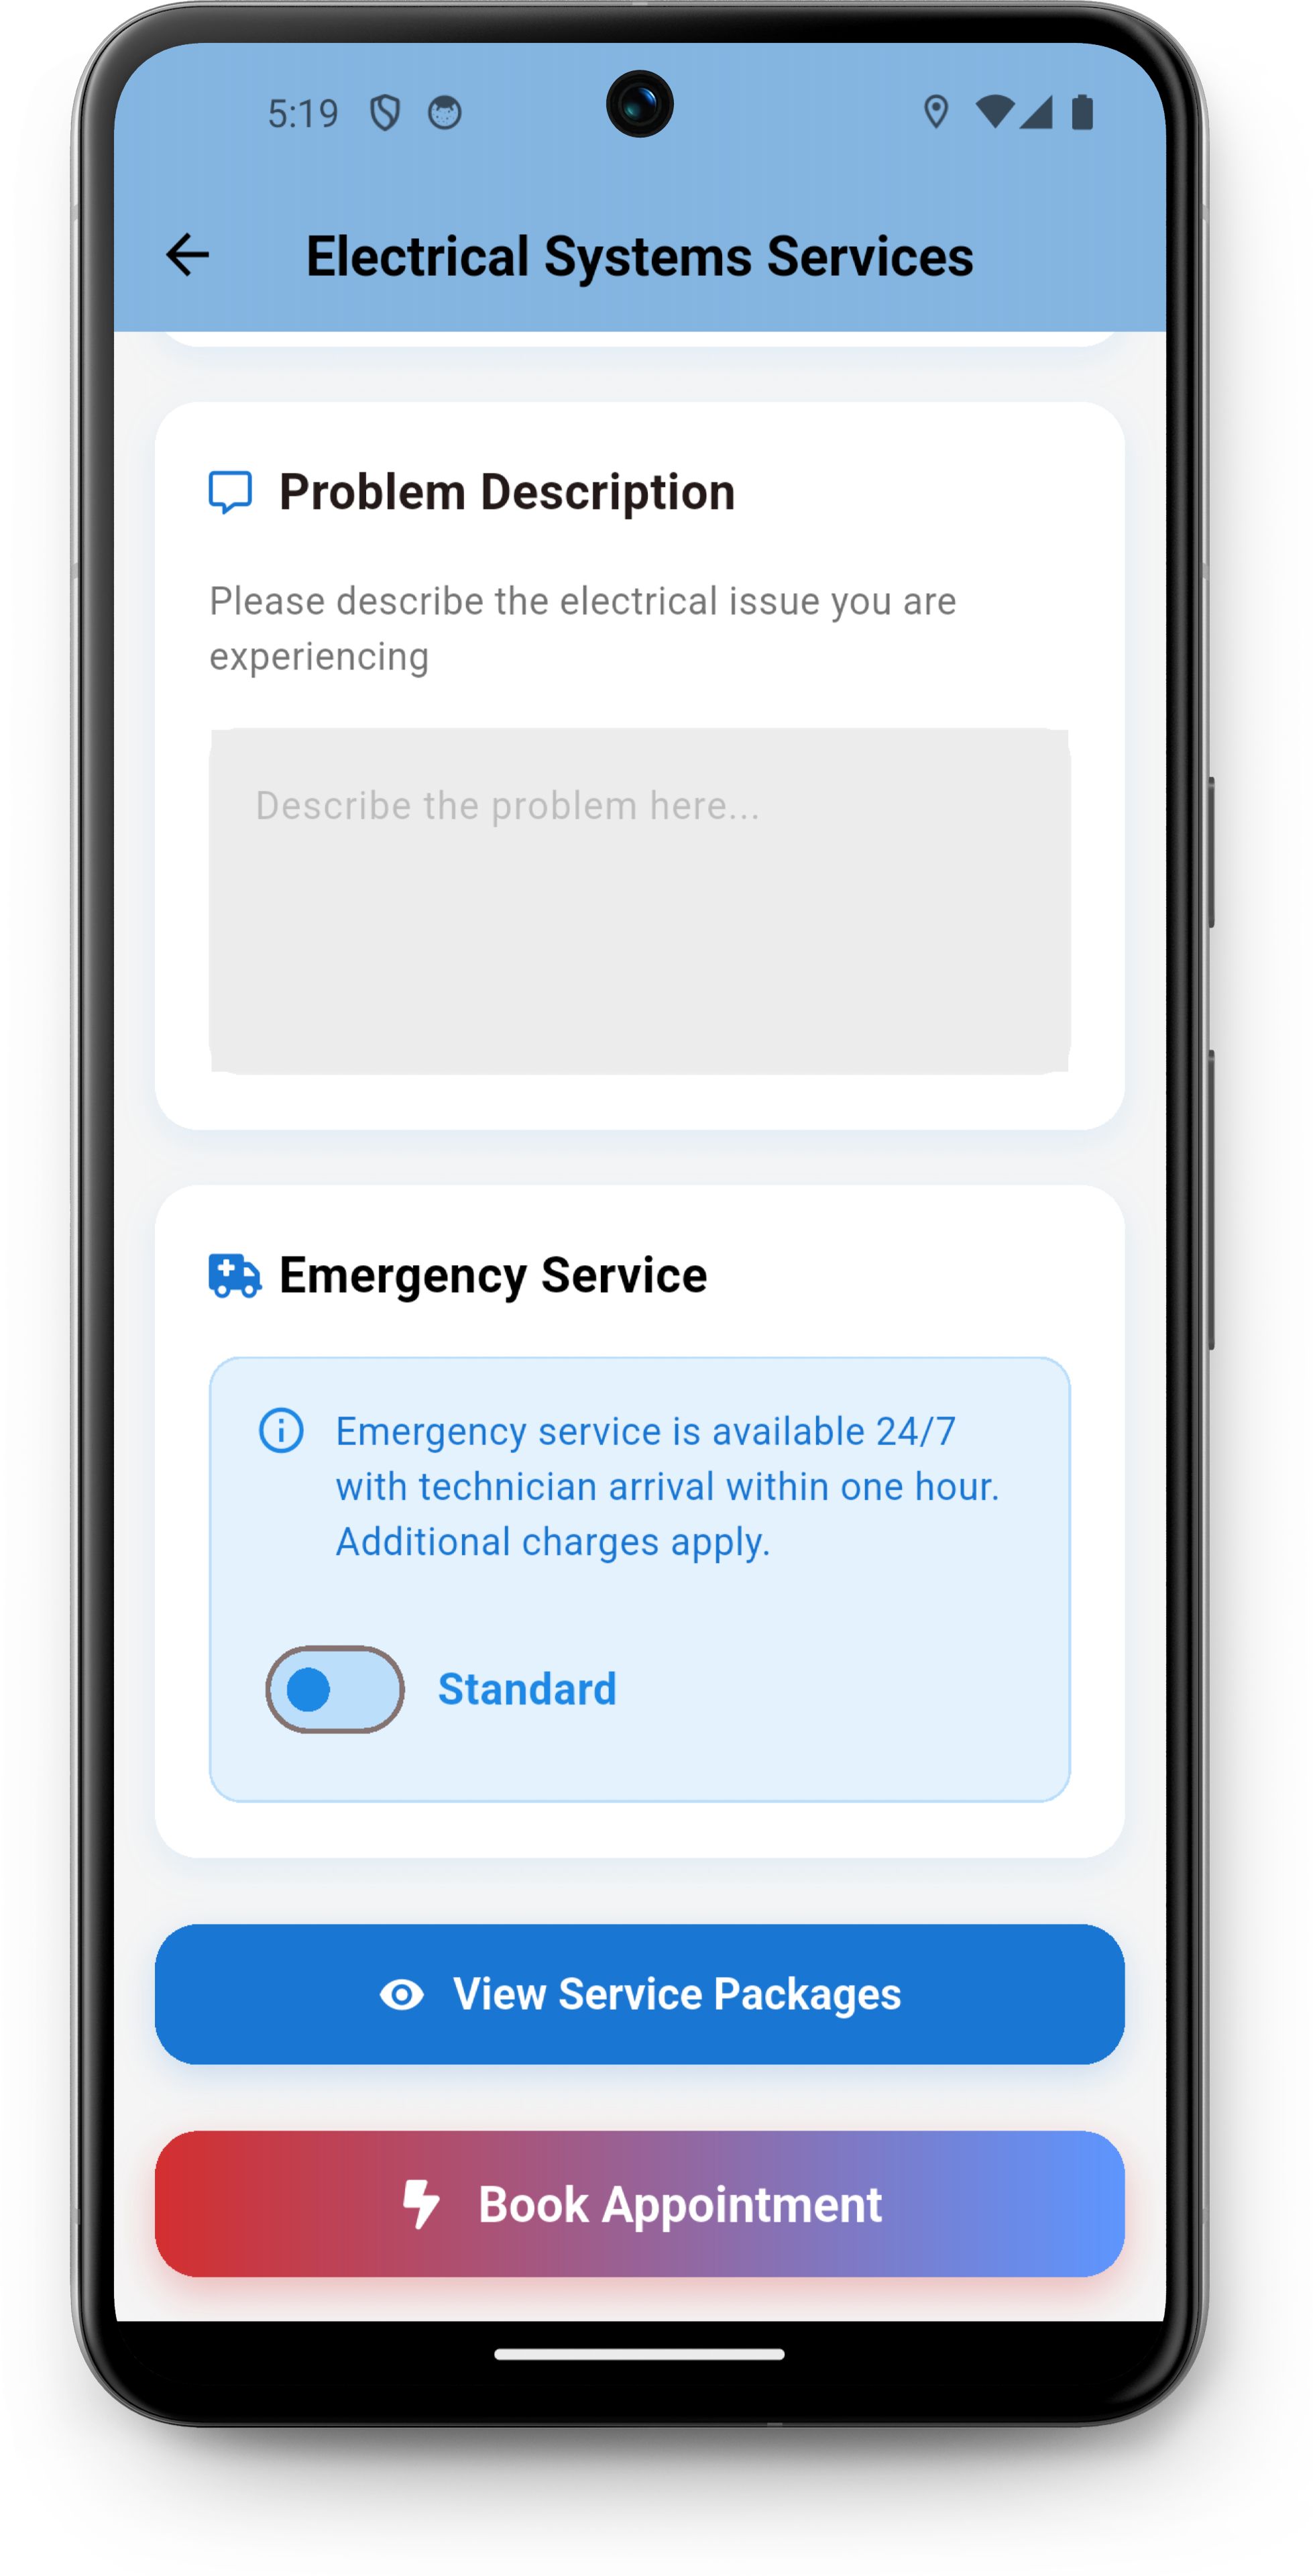 5:19
Electrical Systems Services
Problem Description
Please describe the electrical issue you are
experiencing
Describe the problem here...
Emergency Service
Emergency service is available 24/7
with technician arrival within one hour.
Additional charges apply.
Standard
View Service Packages
Book Appointment